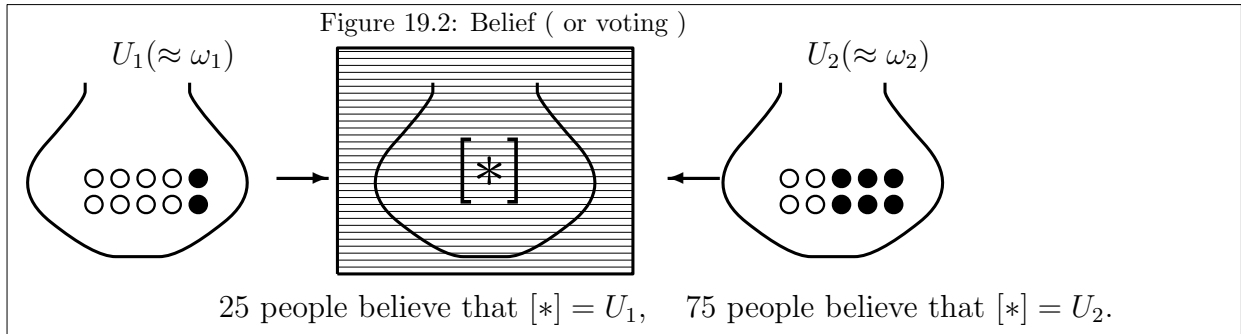 Figure 19.2: Belief ( or voting )
U₁(≈ ω₁)
U₂(≈ ω₂)
[*]
25 people believe that [*] = U₁, 75 people believe that [*] = U₂.